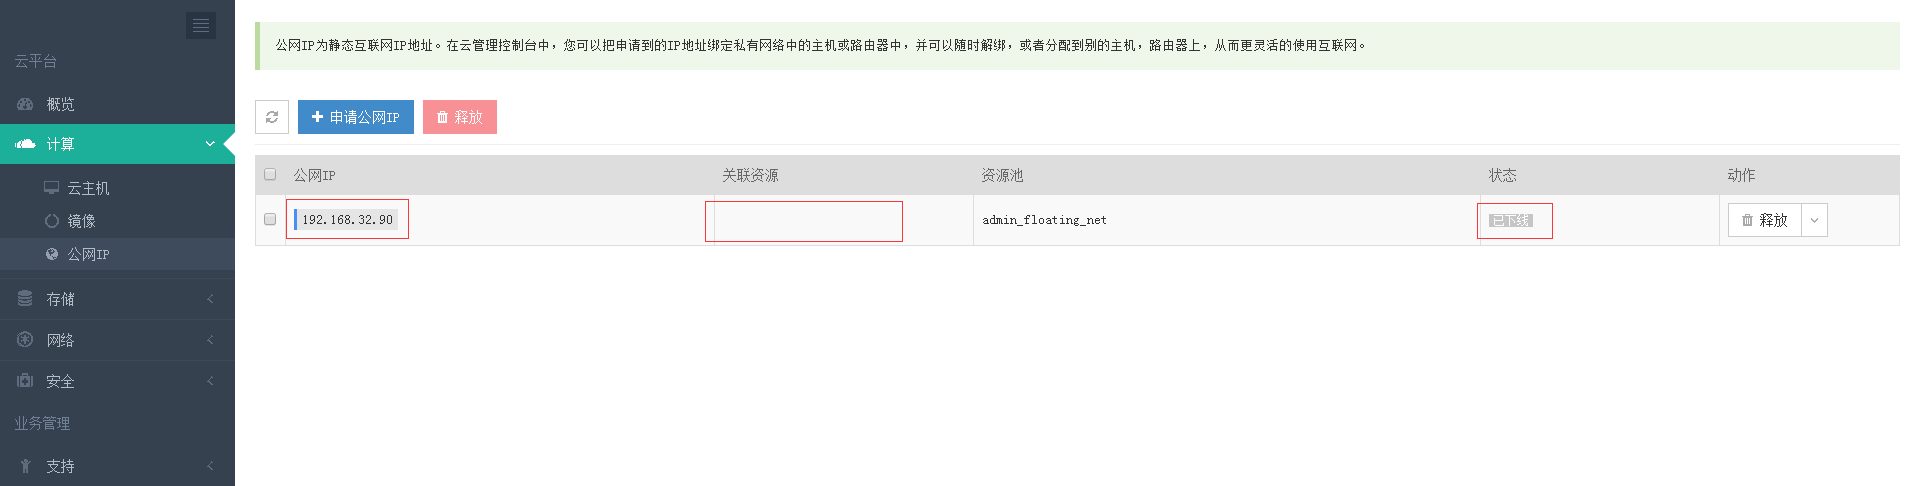 云平台
概览
计算
云主机
镜像
公网IP
存储
网络
安全
业务管理
支持
公网IP为静态互联网IP地址。在云管理控制台中，您可以把申请到的IP地址绑定私有网络中的主机或路由器中，并可以随时解绑，或者分配到别的主机，路由器上，从而更灵活的使用互联网。
申请公网IP 释放
公网IP 关联资源 资源池 状态 动作
192.168.32.90 admin_floating_net 已下线 释放